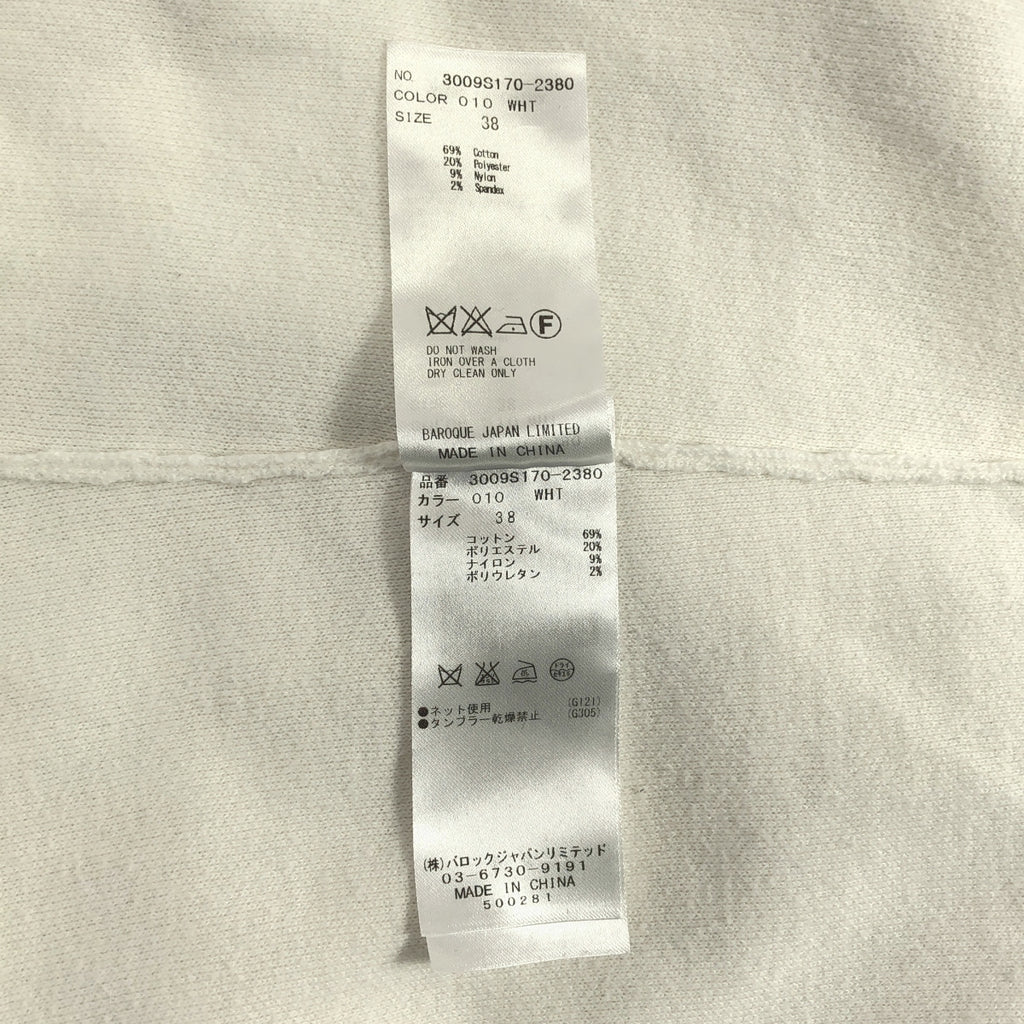 NO. 3009S170-2380
COLOR 010 WHT
SIZE 38
69% Cotton
20% Polyester
9% Nylon
2% Spandex
F
DO NOT WASH
IRON OVER A CLOTH
DRY CLEAN ONLY
BAROQUE JAPAN LIMITED
MADE IN CHINA
品番 3009S170-2380
カラー 010 WHT
サイズ 38
コットン 69%
ポリエステル 20%
ナイロン 9%
ポリウレタン 2%
ドライ
●ネット使用 (G121)
●タンブラー乾燥禁止 (G305)
(株)バロックジャパンリミテッド
03-6730-9191
MADE IN CHINA
500281